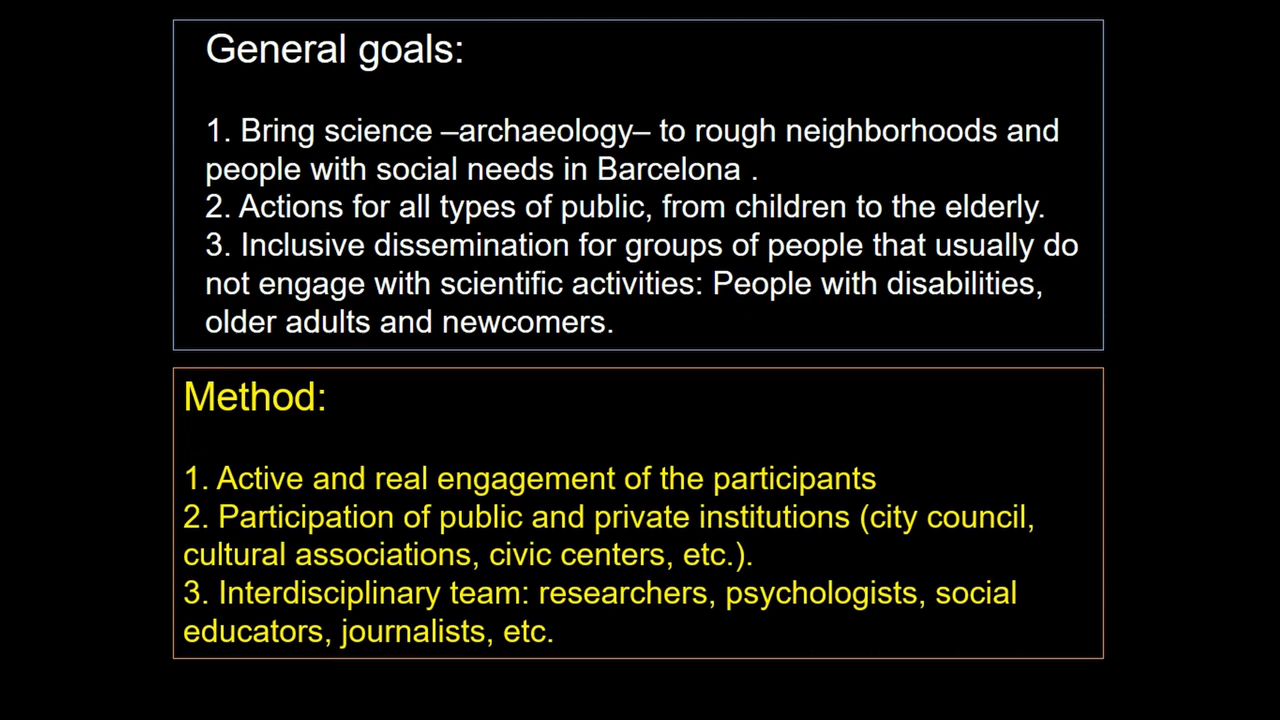 General goals:
1. Bring science –archaeology– to rough neighborhoods and
people with social needs in Barcelona .
2. Actions for all types of public, from children to the elderly.
3. Inclusive dissemination for groups of people that usually do
not engage with scientific activities: People with disabilities,
older adults and newcomers.
Method:
1. Active and real engagement of the participants
2. Participation of public and private institutions (city council,
cultural associations, civic centers, etc.).
3. Interdisciplinary team: researchers, psychologists, social
educators, journalists, etc.